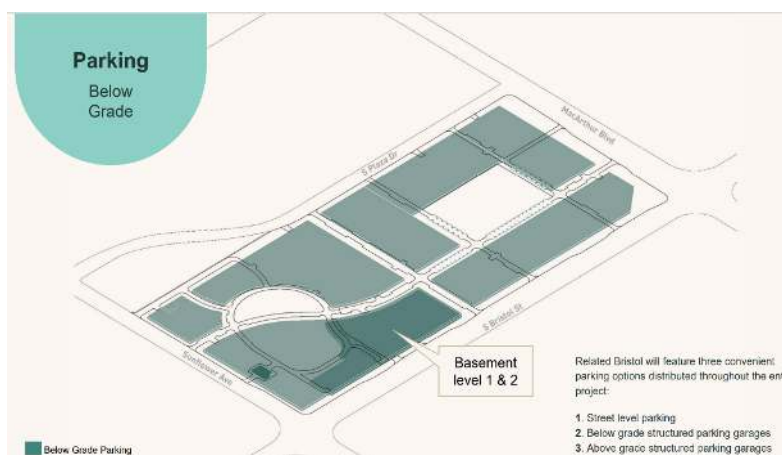 Parking
Below
Grade
MacArthur Blvd
S Plaza Dr
S Bristol St
Sunflower Ave
Basement
level 1 & 2
Related Bristol will feature three convenient
parking options distributed throughout the ent
project:
1. Street level parking
2. Below grade structured parking garages
3. Above grade structured parking garages
Below Grade Parking